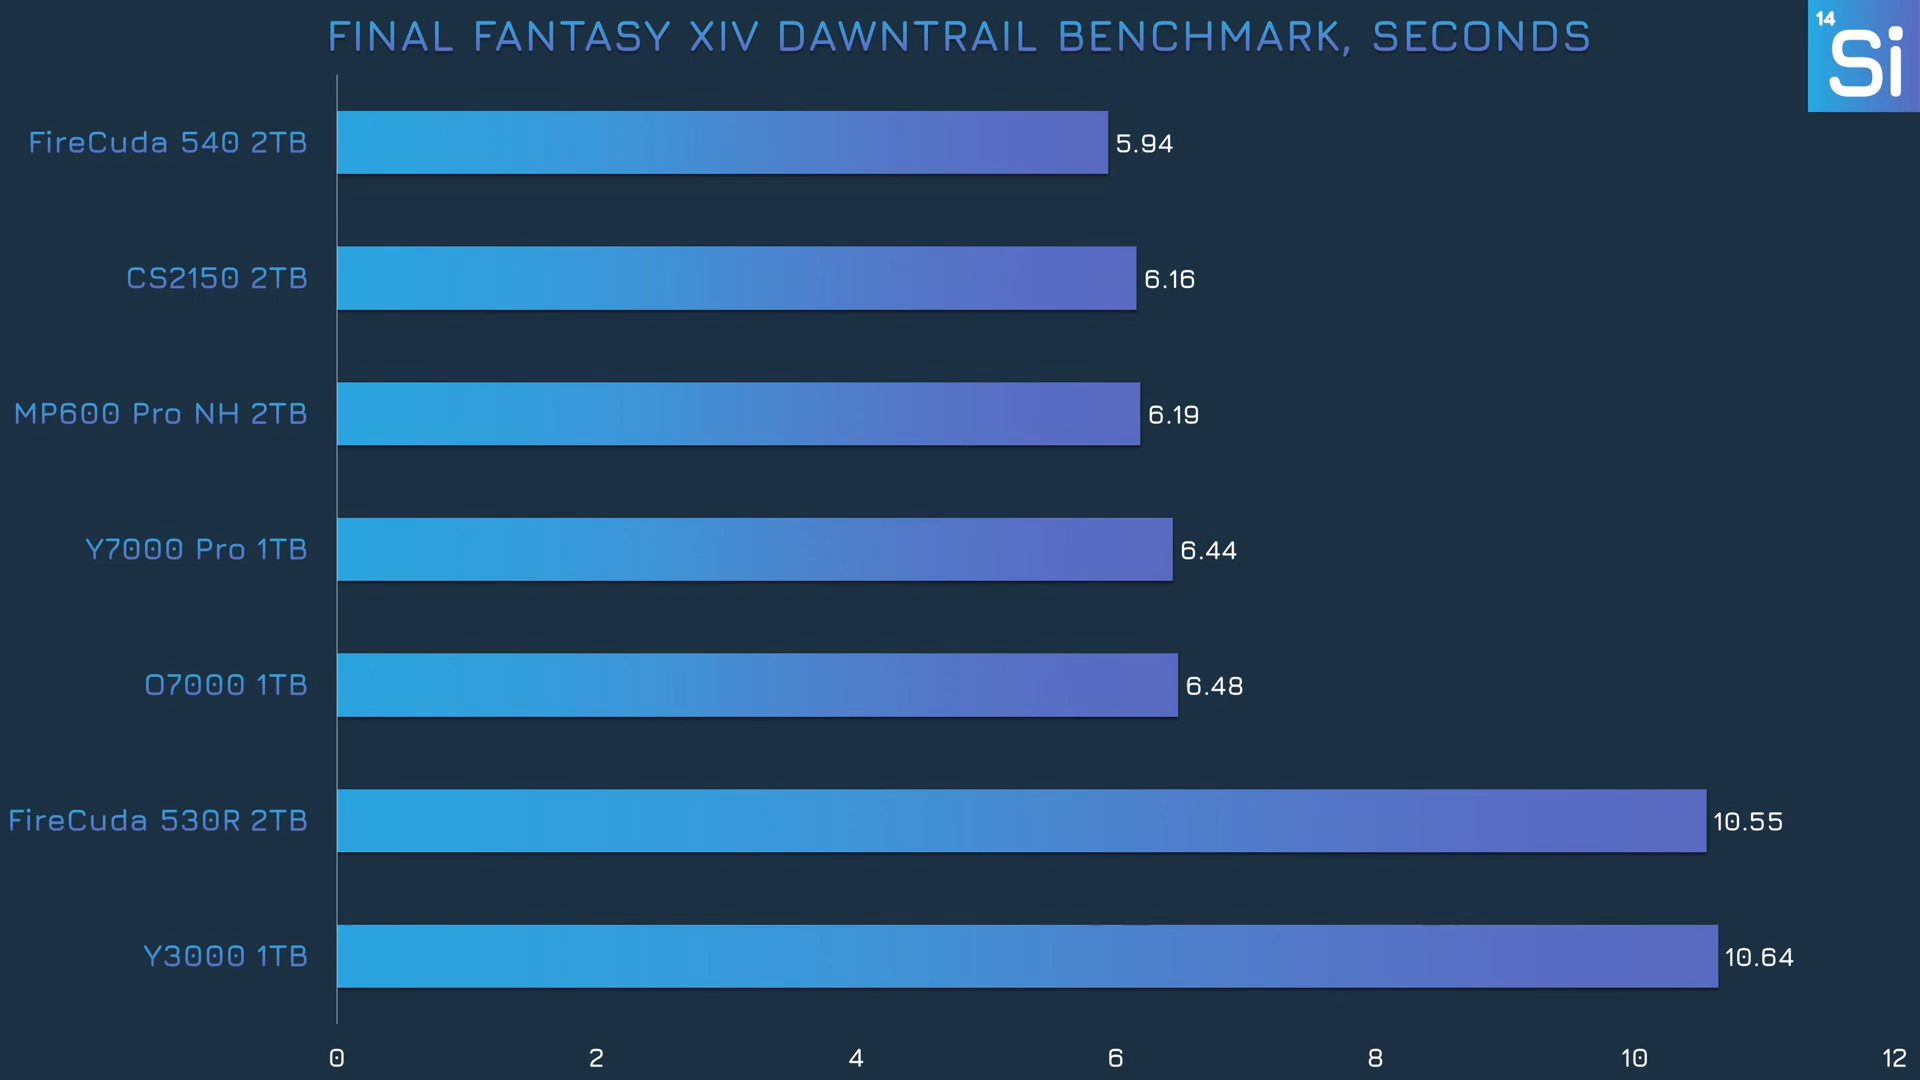 FINAL FANTASY XIV DAWNTRAIL BENCHMARK, SECONDS
14
Si
FireCuda 540 2TB 5.94
CS2150 2TB 6.16
MP600 Pro NH 2TB 6.19
Y7000 Pro 1TB 6.44
O7000 1TB 6.48
FireCuda 530R 2TB 10.55
Y3000 1TB 10.64
0 2 4 6 8 10 12